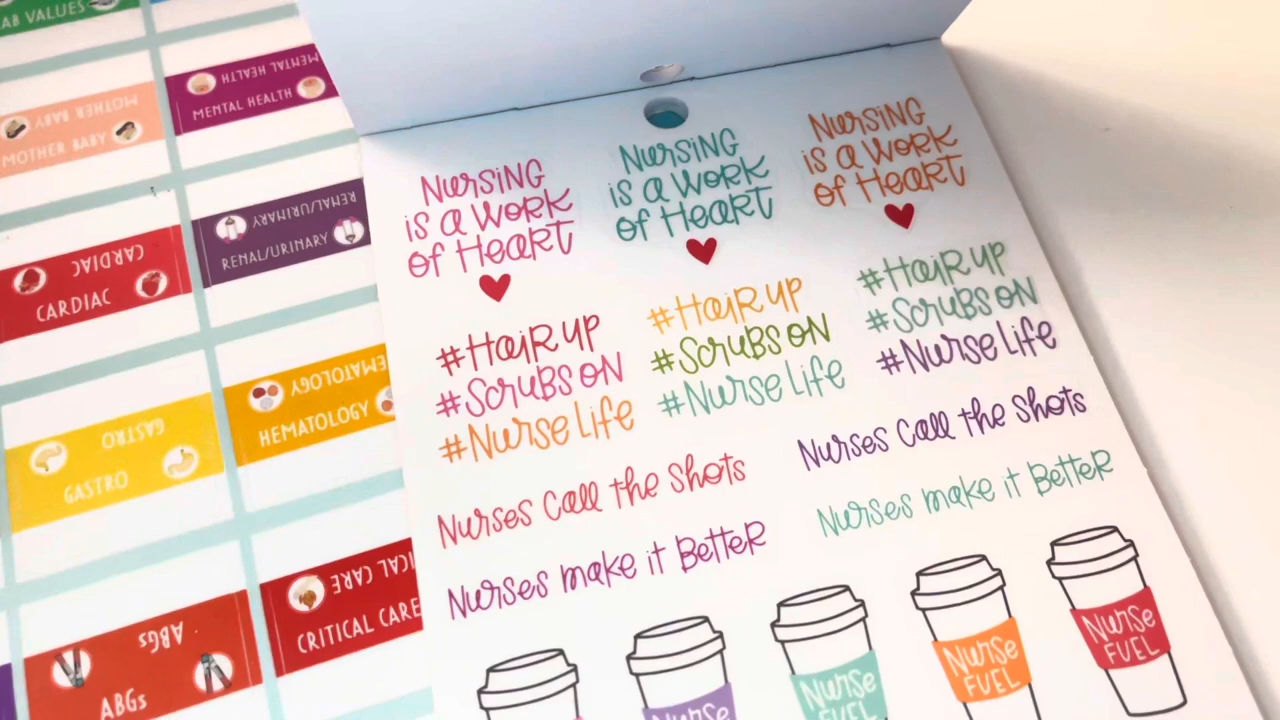 LAB VALUES
MENTAL HEALTH
MENTAL HEALTH
MOTHER BABY
MOTHER BABY
RENAL/URINARY
RENAL/URINARY
CARDIAC
CARDIAC
HEMATOLOGY
HEMATOLOGY
GASTRO
GASTRO
CRITICAL CARE
CRITICAL CARE
ABGs
ABGs
NURSING
is a WORK
of HEART
NURSING
is a WORK
of HEART
NURSING
is a WORK
of HEART
#HAIR UP
#SCRUBS ON
#NURSE LIFE
#HAIR UP
#SCRUBS ON
#NURSE LIFE
#HAIR UP
#SCRUBS ON
#NURSE LIFE
NURSES CALL the SHOTS
NURSES CALL the SHOTS
NURSES MAKE it BETTER
NURSES MAKE it BETTER
NURSE
NURSE
FUEL
NURSE
FUEL
NURSE
FUEL